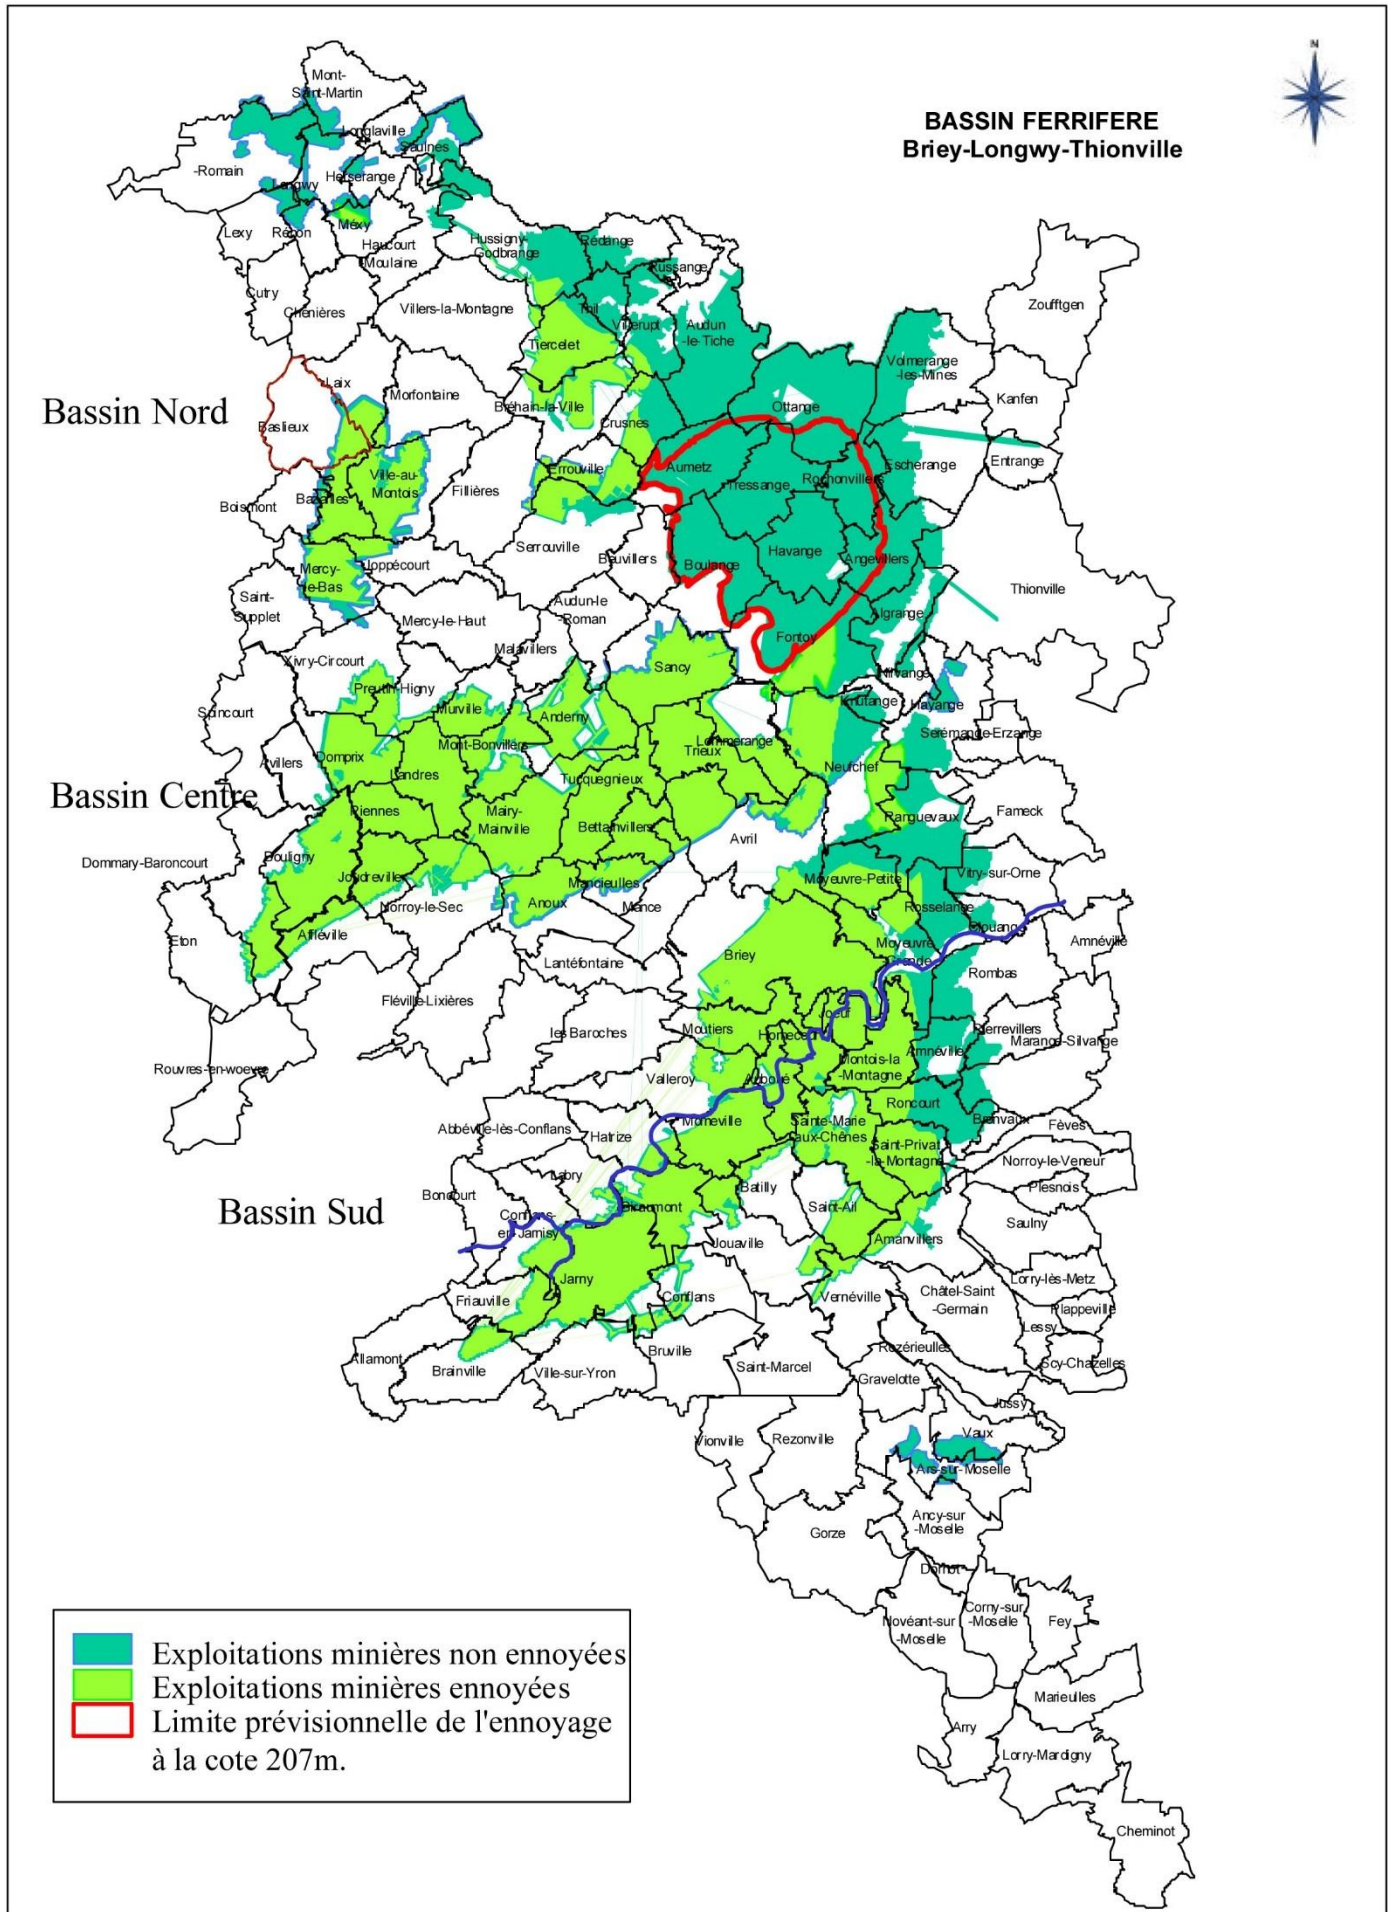 N
BASSIN FERRIFERE
Briey-Longwy-Thionville
Mont-
Saint-Martin
Longlaville
Saulnes
-Romain
Herserange
Longwy
Lexy
Réhon
Méxy
Haucourt
-Moulaine
Hussigny-
Godbrange
Rédange
Russange
Cutry
Chénières
Villers-la-Montagne
Thil
Villerupt
Audun
-le-Tiche
Zoufftgen
Tiercelet
Volmerange
-les-Mines
Laix
Morfontaine
Bréhain-la-Ville
Ottange
Kanfen
Bassin Nord
Baslieux
Crusnes
Errouville
Aumetz
Escherange
Entrange
Ville-au-
Montois
Tressange
Rochonvillers
Bazailles
Fillières
Boismont
Serrouville
Beuvillers
Havange
Boulange
Angevillers
Mercy-
-le-Bas
Joppécourt
Thionville
Saint-
Supplet
Audun-le
-Roman
Algrange
Mercy-le-Haut
Malavillers
Fontoy
Xivry-Circourt
Sancy
Nilvange
Preutin-Higny
Knutange
Hayange
Spincourt
Murville
Anderny
Serémange-Erzange
Mont-Bonvillers
Lommerange
Trieux
Avillers
Domprix
Landres
Tucquegnieux
Neufchef
Bassin Centre
Piennes
Mairy-
Mainville
Bettainvillers
Ranguevaux
Fameck
Avril
Dommary-Baroncourt
Bouligny
Joudreville
Mancieulles
Moyeuvre-Petite
Vitry-sur-Orne
Norroy-le-Sec
Anoux
Mance
Rosselange
Clouange
Affléville
Eton
Briey
Moyeuvre
-Grande
Amnéville
Lantéfontaine
Rombas
Fléville-Lixières
Joeuf
les Baroches
Moutiers
Homecourt
Pierrevillers
Marange-Silvange
Amnéville
Montois-la
-Montagne
Rouvres-en-woevre
Valleroy
Auboué
Roncourt
Abbéville-lès-Conflans
Hatrize
Moineville
Sainte-Marie
-aux-Chênes
Bronvaux
Fèves
Saint-Privat
-la-Montagne
Norroy-le-Veneur
Labry
Plesnois
Boncourt
Batilly
Bassin Sud
Conflans-
en-Jarnisy
Giraumont
Saint-Ail
Saulny
Jouaville
Amanvillers
Jarny
Lorry-lès-Metz
Friauville
Conflans
Vernéville
Châtel-Saint
-Germain
Plappeville
Lessy
Rozérieulles
Allamont
Bruville
Saint-Marcel
Scy-Chazelles
Brainville
Ville-sur-Yron
Gravelotte
Jussy
Vionville
Rezonville
Vaux
Ars-sur-Moselle
Ancy-sur
-Moselle
Gorze
Dornot
Corny-sur
-Moselle
Fey
Novéant-sur
-Moselle
Marieulles
Arry
Lorry-Mardigny
Cheminot
Exploitations minières non ennoyées
Exploitations minières ennoyées
Limite prévisionnelle de l'ennoyage
à la cote 207m.